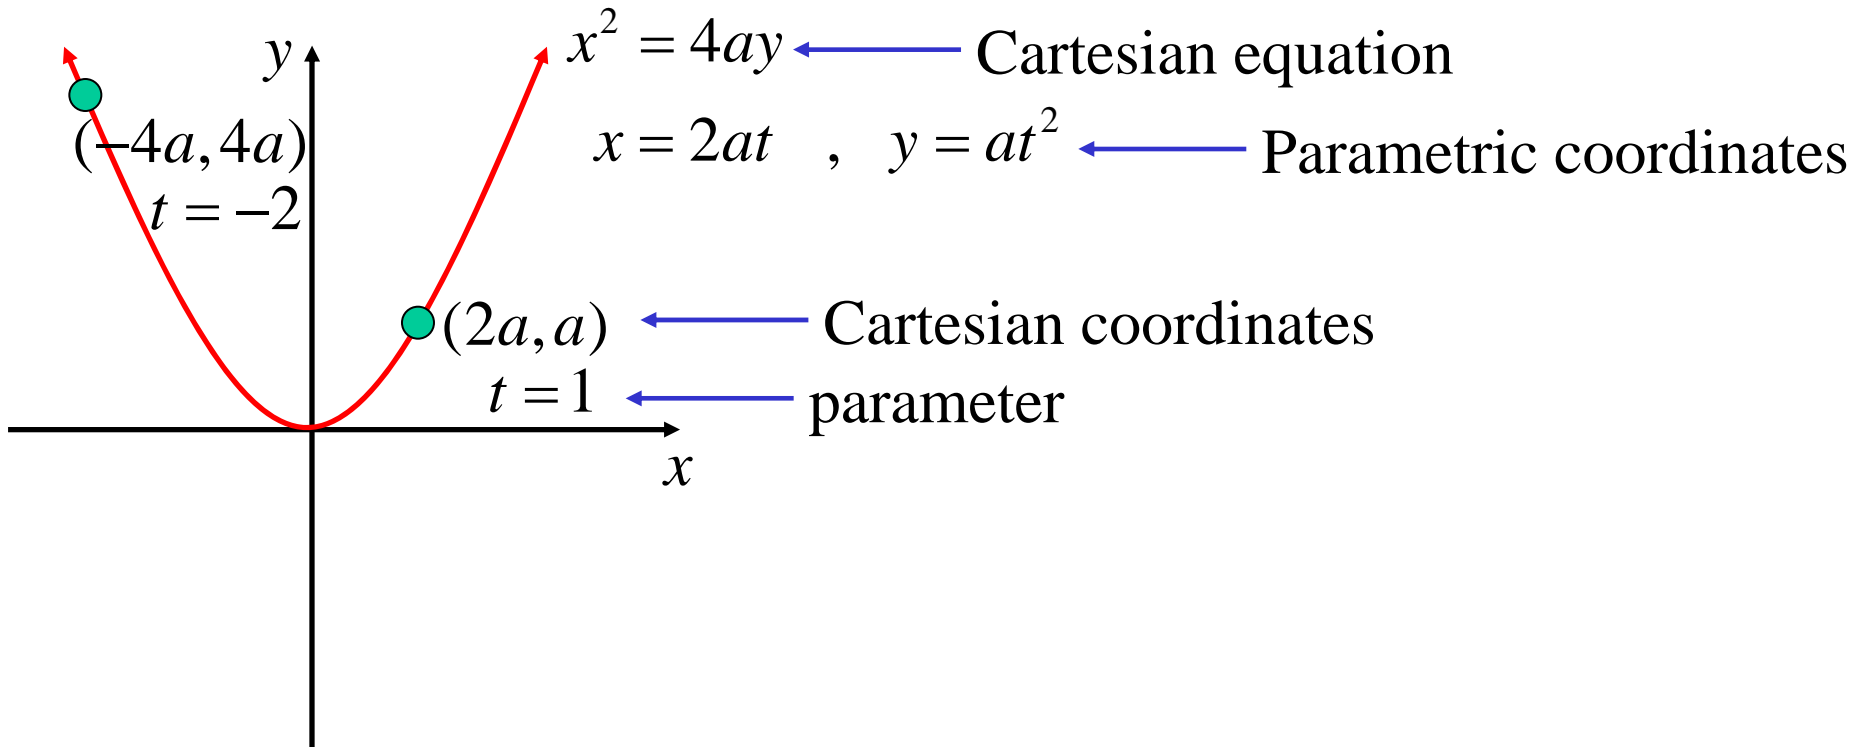 y
x² = 4ay Cartesian equation
(−4a, 4a) x = 2at , y = at² Parametric coordinates
t = −2
(2a, a) Cartesian coordinates
t = 1 parameter
x